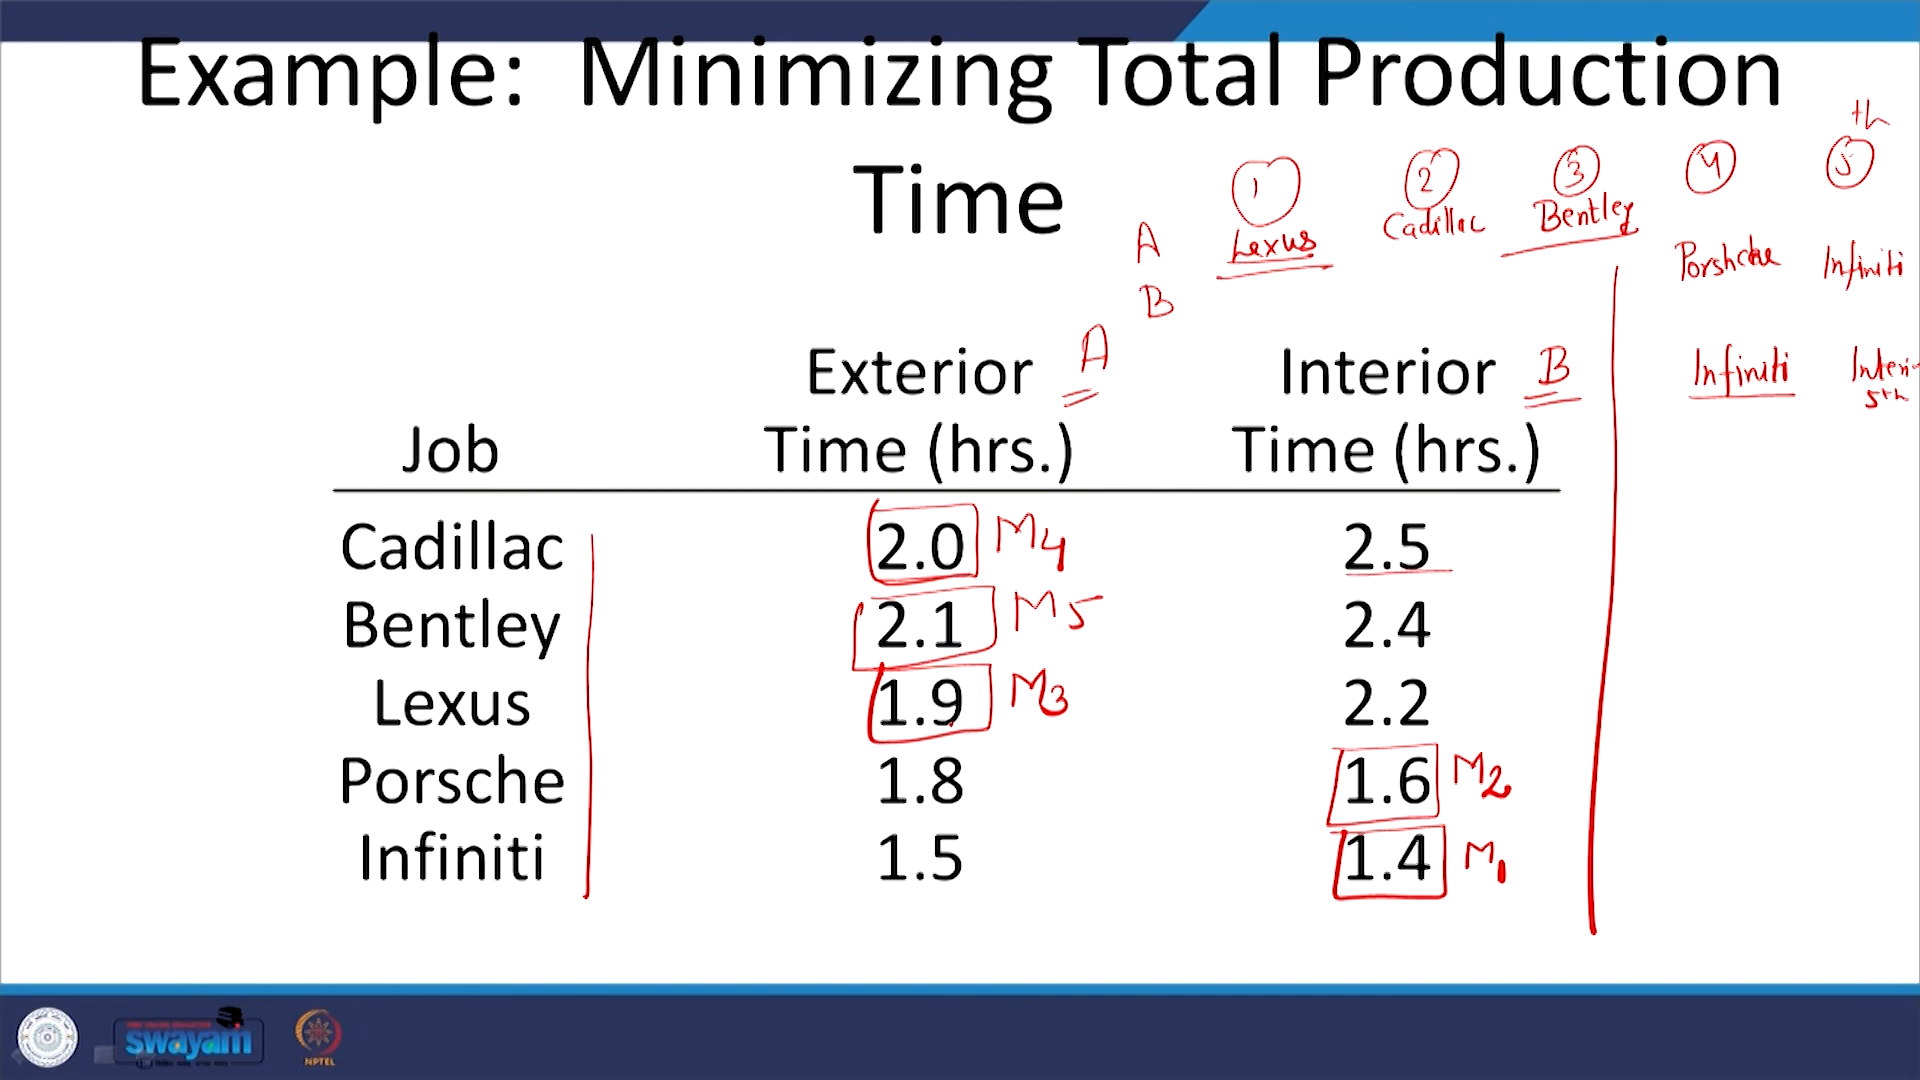 Example: Minimizing Total Production
Time
th
1 2 3 4 5
A Lexus Cadillac Bentley Porshche Infiniti
B
Exterior A Interior B Infiniti Interi-
5th
Job Time (hrs.) Time (hrs.)
Cadillac 2.0 M4 2.5
Bentley 2.1 M5 2.4
Lexus 1.9 M3 2.2
Porsche 1.8 1.6 M2
Infiniti 1.5 1.4 M1
swayam
NPTEL